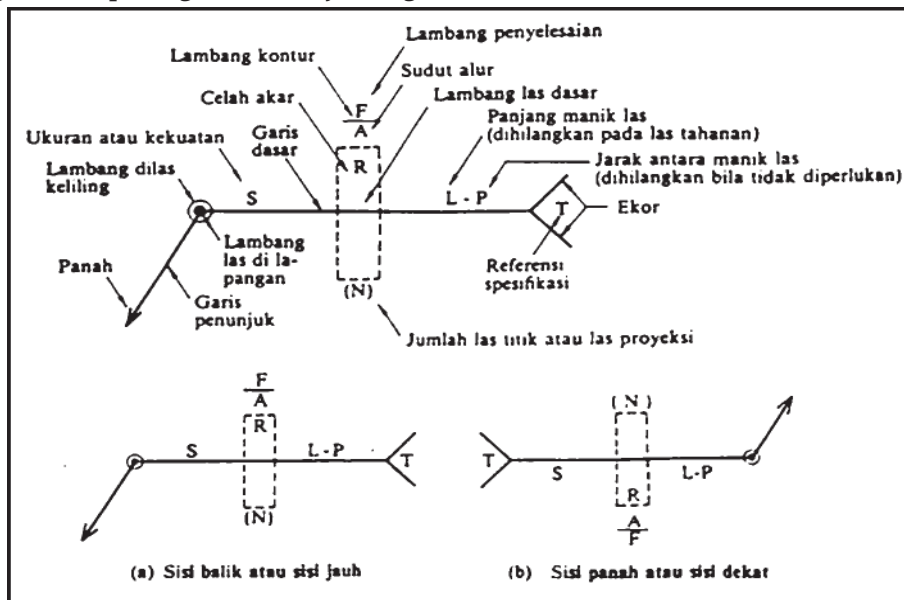 Lambang penyelesaian
Lambang kontur
Sudut alur
Celah akar
F
A
Lambang las dasar
Panjang manik las
(dihilangkan pada las tahanan)
Ukuran atau kekuatan
Garis
dasar
R
Jarak antara manik las
(dihilangkan bila tidak diperlukan)
Lambang dilas
keliling
S
L - P
T
Ekor
Lambang
las di la-
pangan
Panah
Referensi
spesifikasi
Garis
penunjuk
(N)
Jumlah las titik atau las proyeksi
F
A
R
S
L - P
T
(N)
(a) Sisi balik atau sisi jauh
(N)
T
S
L-P
R
A
F
(b) Sisi panah atau sisi dekat